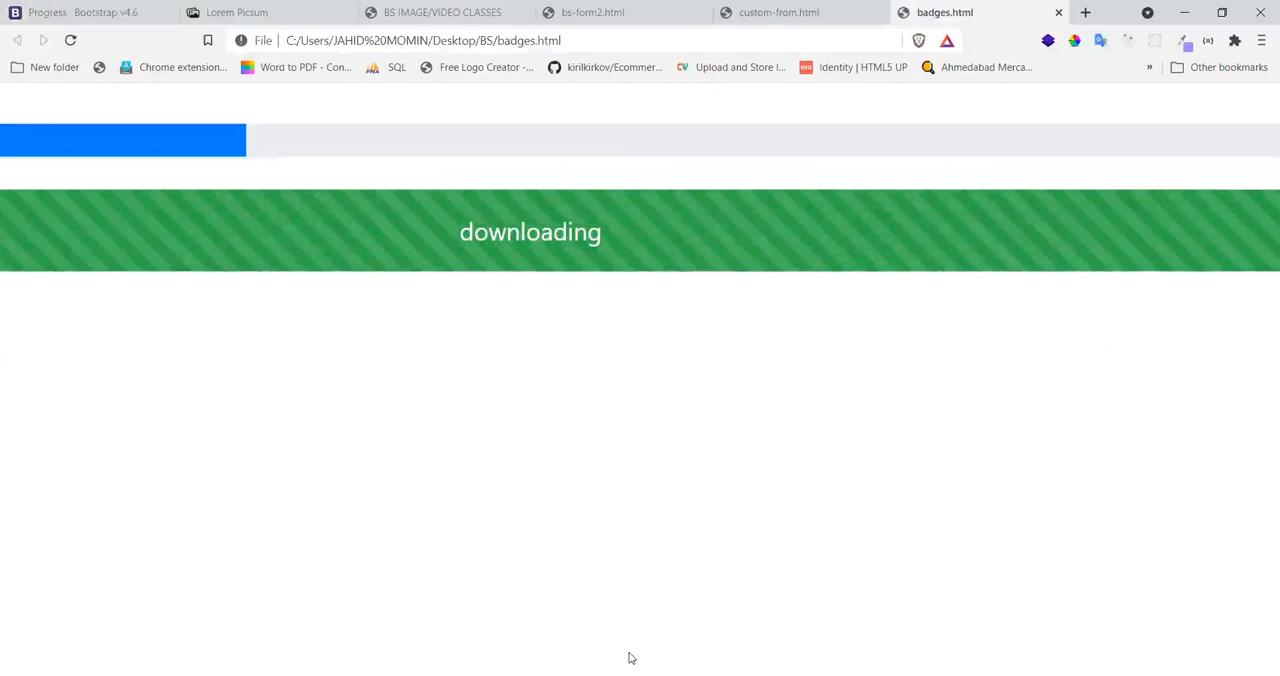 B Progress Bootstrap v4.6 Lorem Picsum BS IMAGE/VIDEO CLASSES bs-form2.html custom-from.html badges.html
File C:/Users/JAHID%20MOMIN/Desktop/BS/badges.html
New folder Chrome extension... Word to PDF - Con... SQL Free Logo Creator -... kirilkirkov/Ecommer... Upload and Store I... Identity | HTML5 UP Ahmedabad Merca... » Other bookmarks
downloading